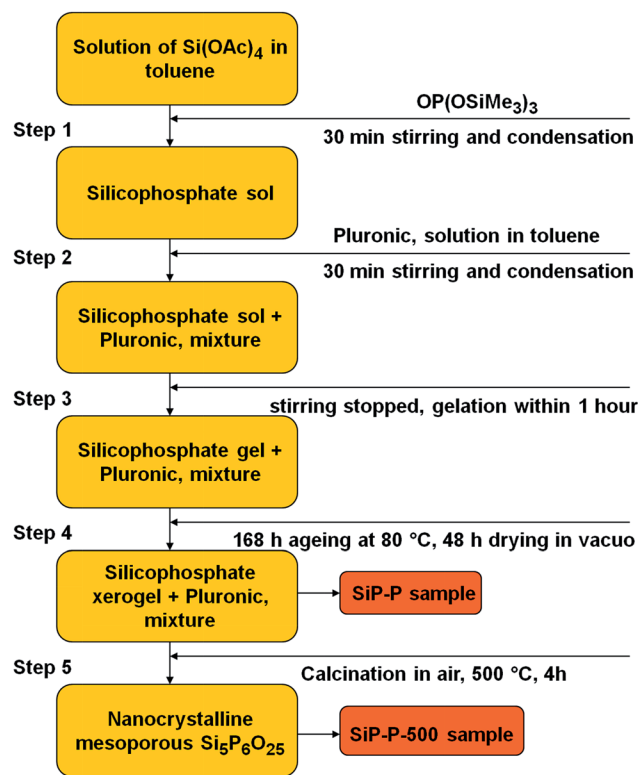 Solution of Si(OAc)4 in
toluene
OP(OSiMe3)3
Step 1
30 min stirring and condensation
Silicophosphate sol
Pluronic, solution in toluene
Step 2
30 min stirring and condensation
Silicophosphate sol +
Pluronic, mixture
Step 3
stirring stopped, gelation within 1 hour
Silicophosphate gel +
Pluronic, mixture
Step 4
168 h ageing at 80 °C, 48 h drying in vacuo
Silicophosphate
xerogel + Pluronic,
mixture
SiP-P sample
Step 5
Calcination in air, 500 °C, 4h
Nanocrystalline
mesoporous Si5P6O25
SiP-P-500 sample